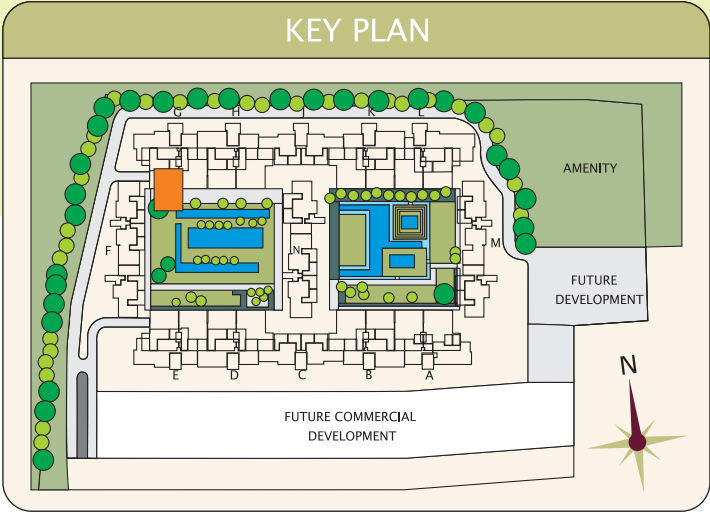 KEY PLAN
G H J K L
AMENITY
F N M
FUTURE
DEVELOPMENT
N
E D C B A
FUTURE COMMERCIAL
DEVELOPMENT